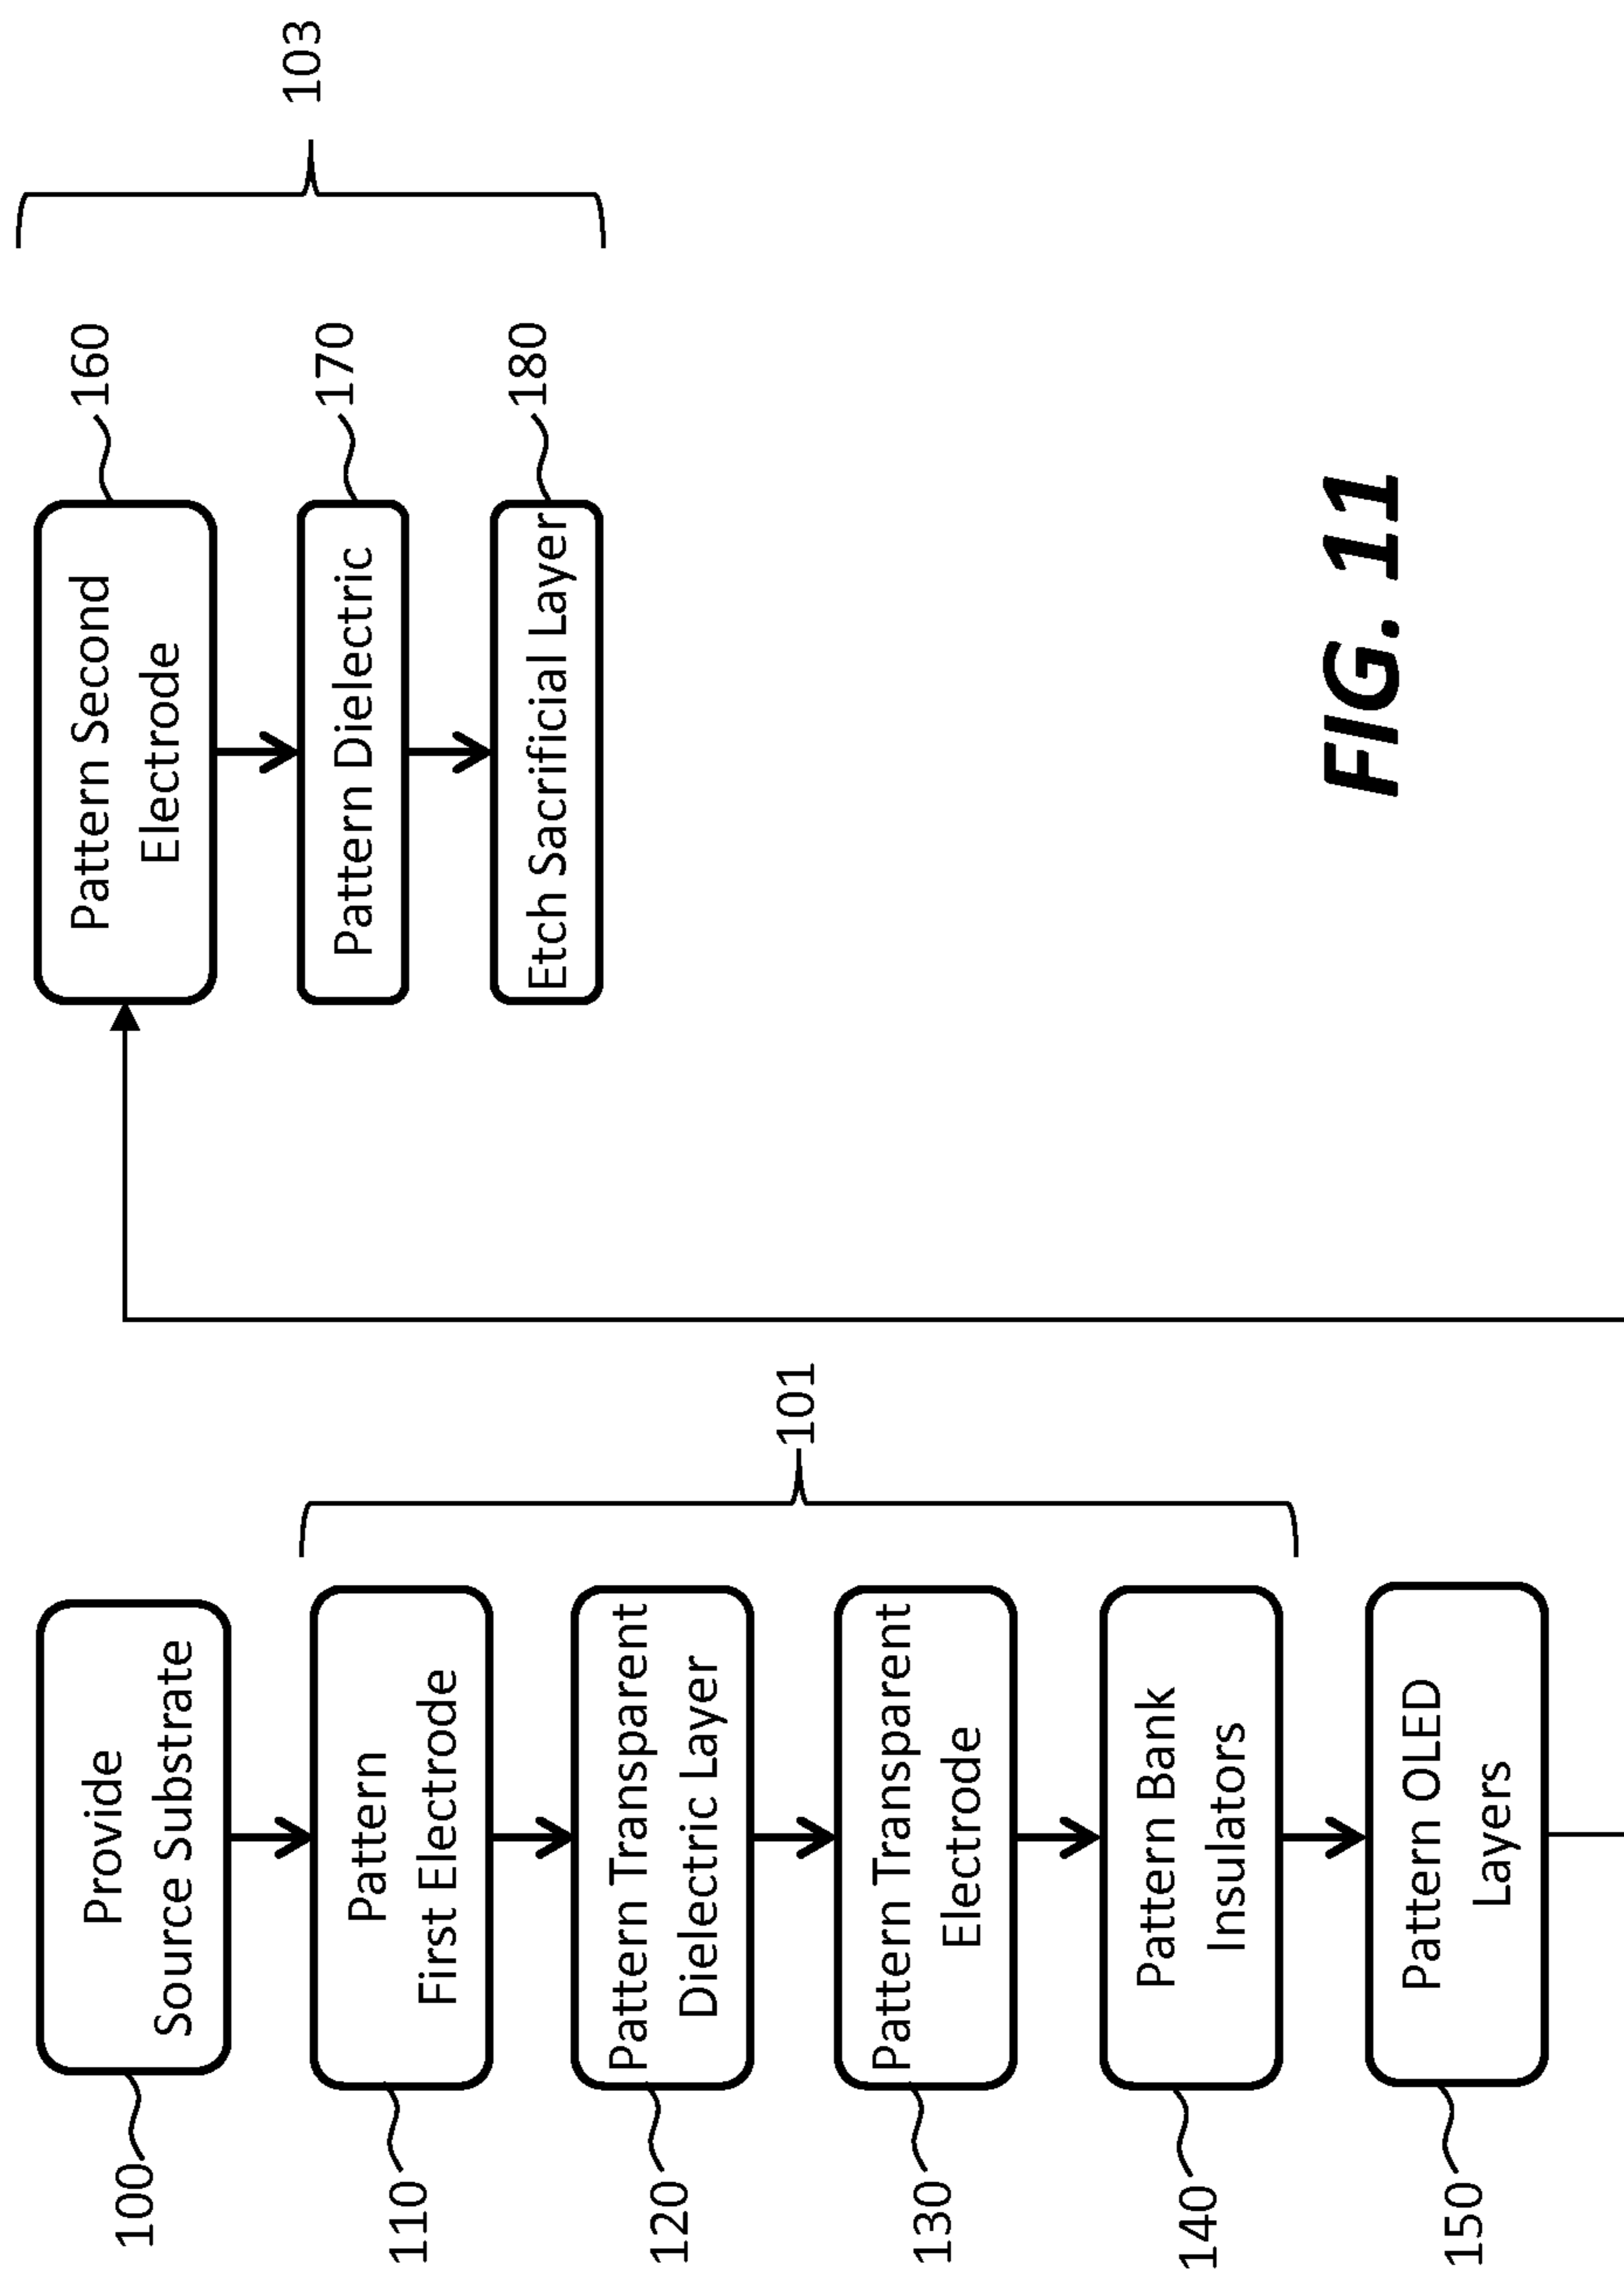 100
Provide
Source Substrate
110
Pattern
First Electrode
120
Pattern Transparent
Dielectric Layer
130
Pattern Transparent
Electrode
140
Pattern Bank
Insulators
150
Pattern OLED
Layers
101
Pattern Second
Electrode
160
Pattern Dielectric
170
Etch Sacrificial Layer
180
103
FIG. 11